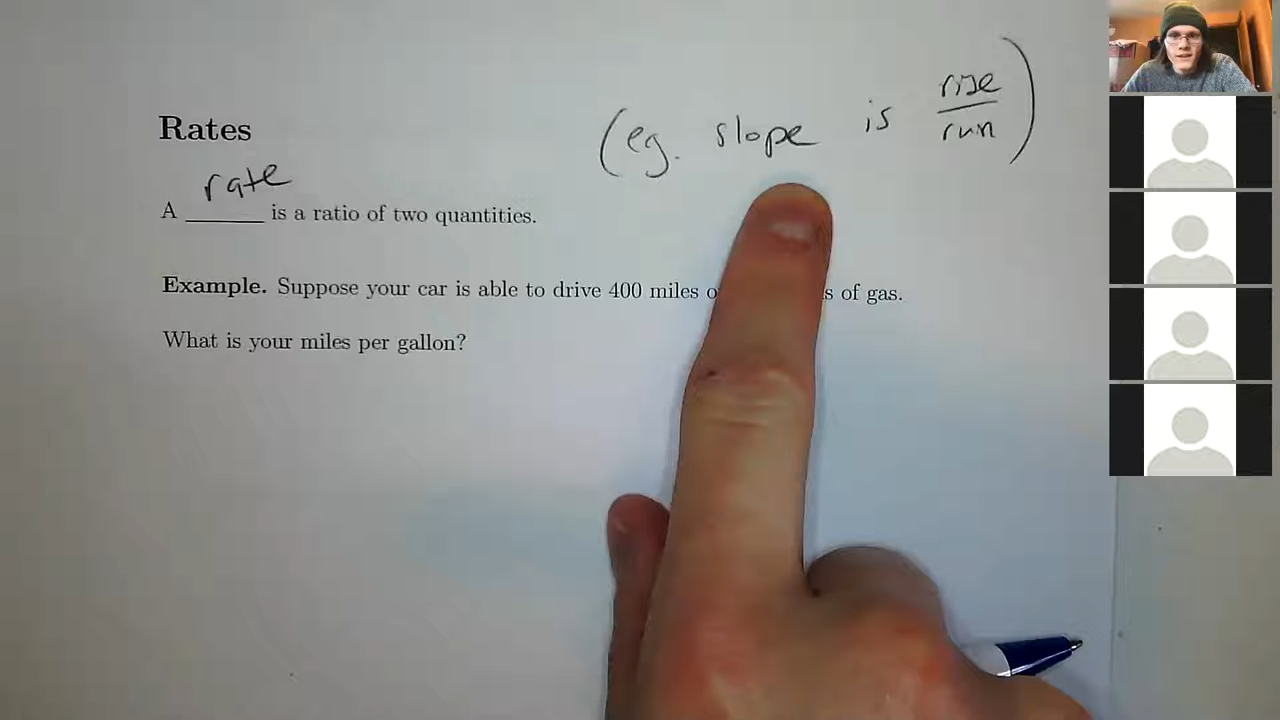 Rates
(eg. slope is rise/run)
rate
A ______ is a ratio of two quantities.
Example. Suppose your car is able to drive 400 miles of gas.
What is your miles per gallon?